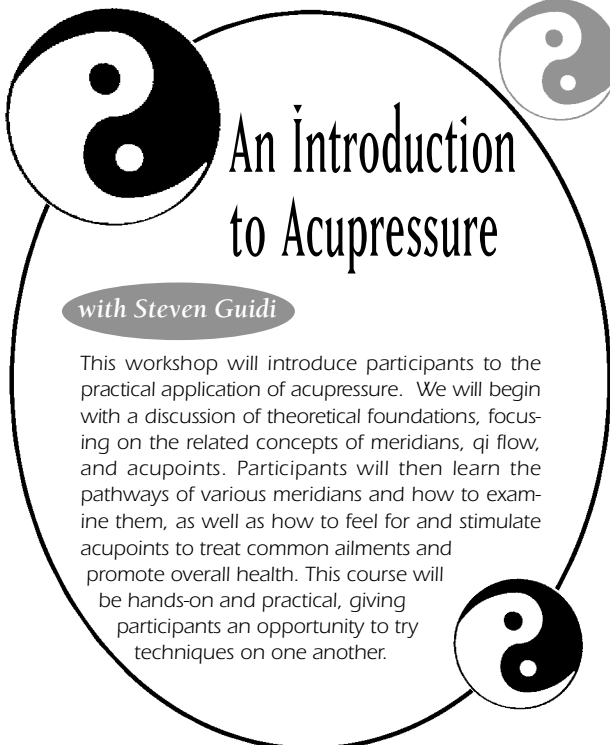 An Introduction
to Acupressure
with Steven Guidi
This workshop will introduce participants to the
practical application of acupressure. We will begin
with a discussion of theoretical foundations, focus-
ing on the related concepts of meridians, qi flow,
and acupoints. Participants will then learn the
pathways of various meridians and how to exam-
ine them, as well as how to feel for and stimulate
acupoints to treat common ailments and
promote overall health. This course will
be hands-on and practical, giving
participants an opportunity to try
techniques on one another.